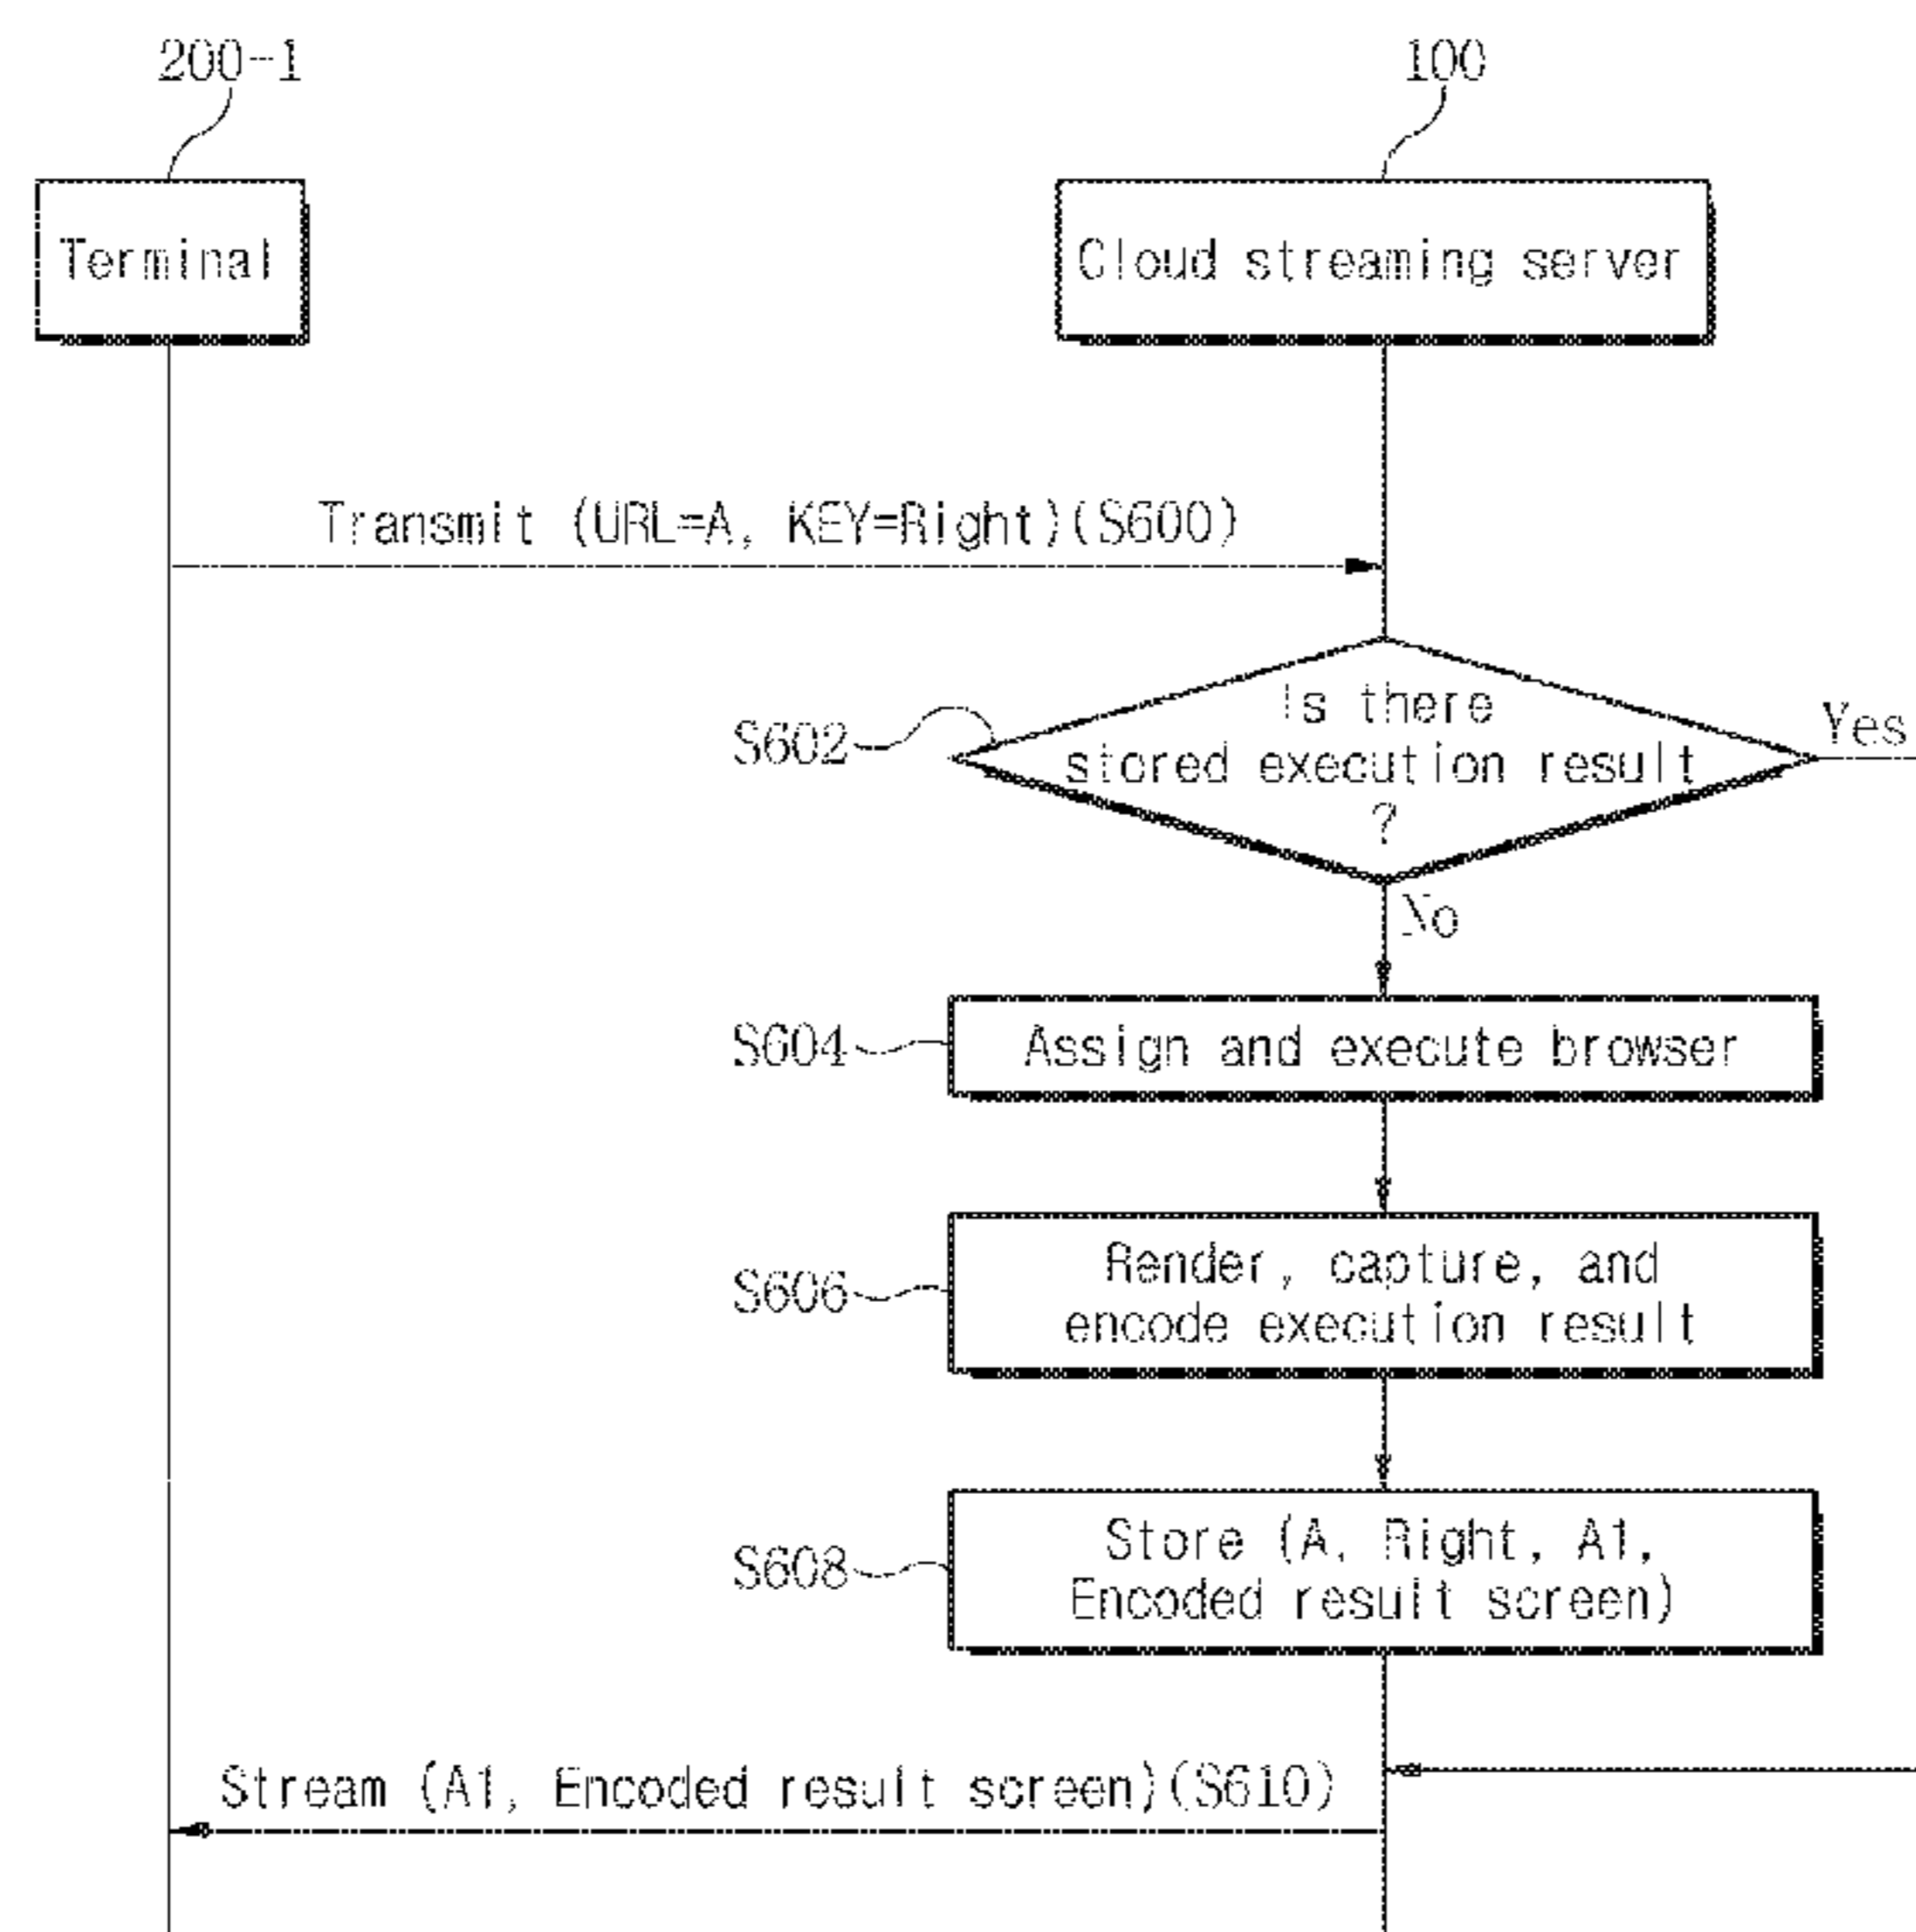 200-1
100
Terminal
Cloud streaming server
Transmit (URL=A, KEY=Right)(S600)
Is there
stored execution result
?
S602
Yes
No
S604
Assign and execute browser
Render, capture, and
encode execution result
S606
Store (A, Right, A1,
Encoded result screen)
S608
Stream (A1, Encoded result screen)(S610)